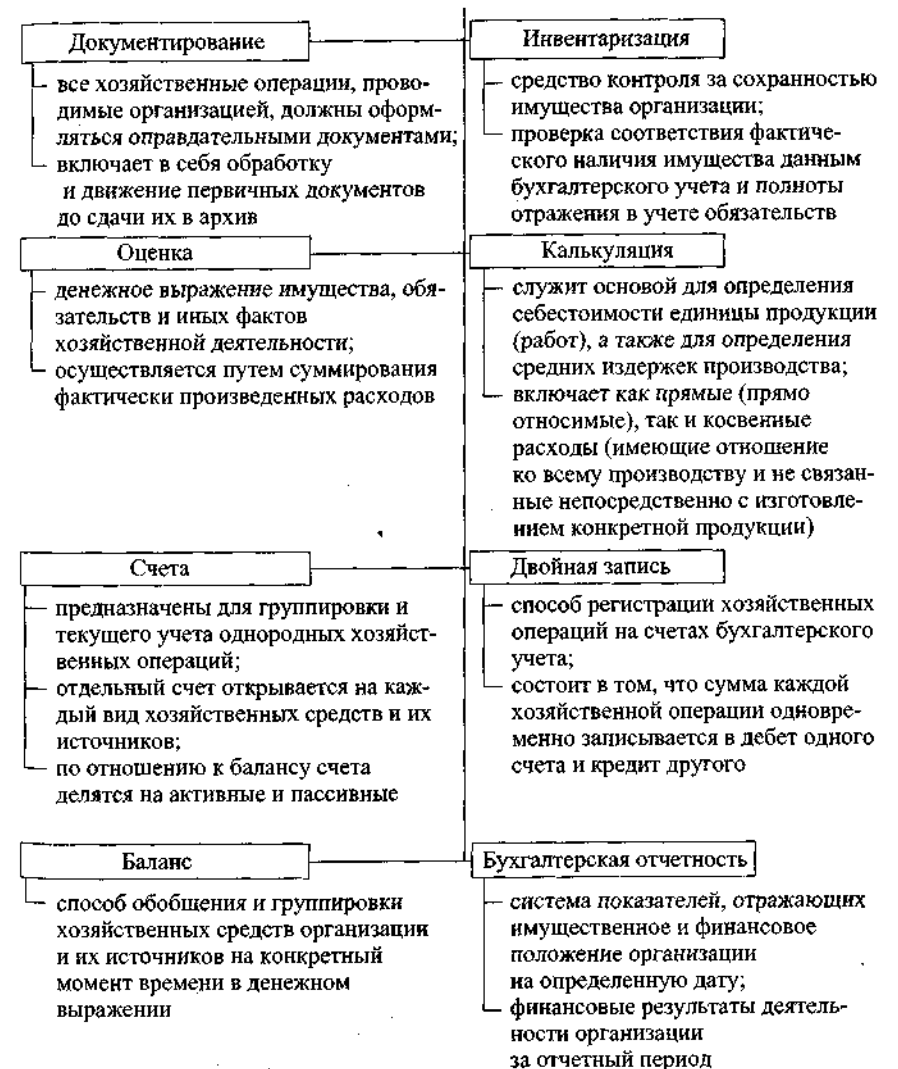 Документирование
все хозяйственные операции, прово-
димые организацией, должны оформ-
ляться оправдательными документами;
включает в себя обработку
и движение первичных документов
до сдачи их в архив
Инвентаризация
средство контроля за сохранностью
имущества организации;
проверка соответствия фактиче-
ского наличия имущества данным
бухгалтерского учета и полноты
отражения в учете обязательств
Оценка
денежное выражение имущества, обя-
зательств и иных фактов
хозяйственной деятельности;
осуществляется путем суммирования
фактически произведенных расходов
Калькуляция
служит основой для определения
себестоимости единицы продукции
(работ), а также для определения
средних издержек производства;
включает как прямые (прямо
относимые), так и косвенные
расходы (имеющие отношение
ко всему производству и не связан-
ные непосредственно с изготовле-
нием конкретной продукции)
Счета
предназначены для группировки и
текущего учета однородных хозяйст-
венных операций;
отдельный счет открывается на каж-
дый вид хозяйственных средств и их
источников;
по отношению к балансу счета
делятся на активные и пассивные
Двойная запись
способ регистрации хозяйственных
операций на счетах бухгалтерского
учета;
состоит в том, что сумма каждой
хозяйственной операции одновре-
менно записывается в дебет одного
счета и кредит другого
Баланс
способ обобщения и группировки
хозяйственных средств организации
и их источников на конкретный
момент времени в денежном
выражении
Бухгалтерская отчетность
система показателей, отражающих
имущественное и финансовое
положение организации
на определенную дату;
финансовые результаты деятель-
ности организации
за отчетный период